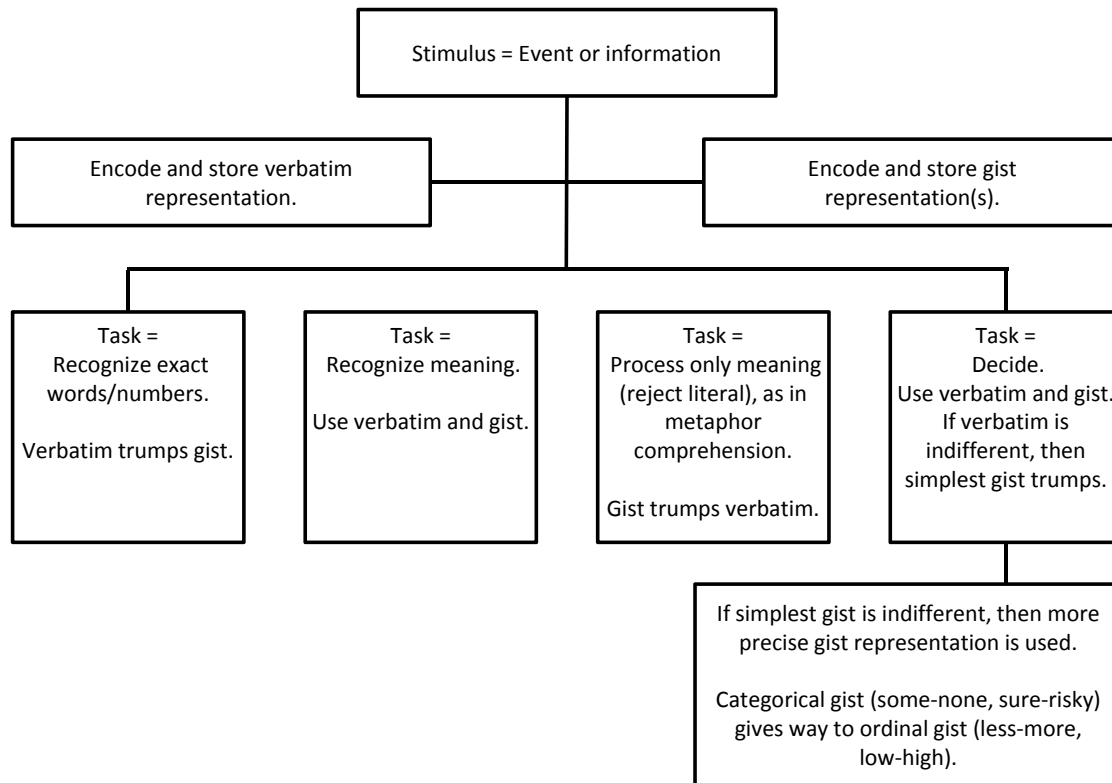 Stimulus = Event or information
Encode and store verbatim
representation.
Encode and store gist
representation(s).
Task =
Recognize exact
words/numbers.
Verbatim trumps gist.
Task =
Recognize meaning.
Use verbatim and gist.
Task =
Process only meaning
(reject literal), as in
metaphor
comprehension.
Gist trumps verbatim.
Task =
Decide.
Use verbatim and gist.
If verbatim is
indifferent, then
simplest gist trumps.
If simplest gist is indifferent, then more
precise gist representation is used.
Categorical gist (some-none, sure-risky)
gives way to ordinal gist (less-more,
low-high).